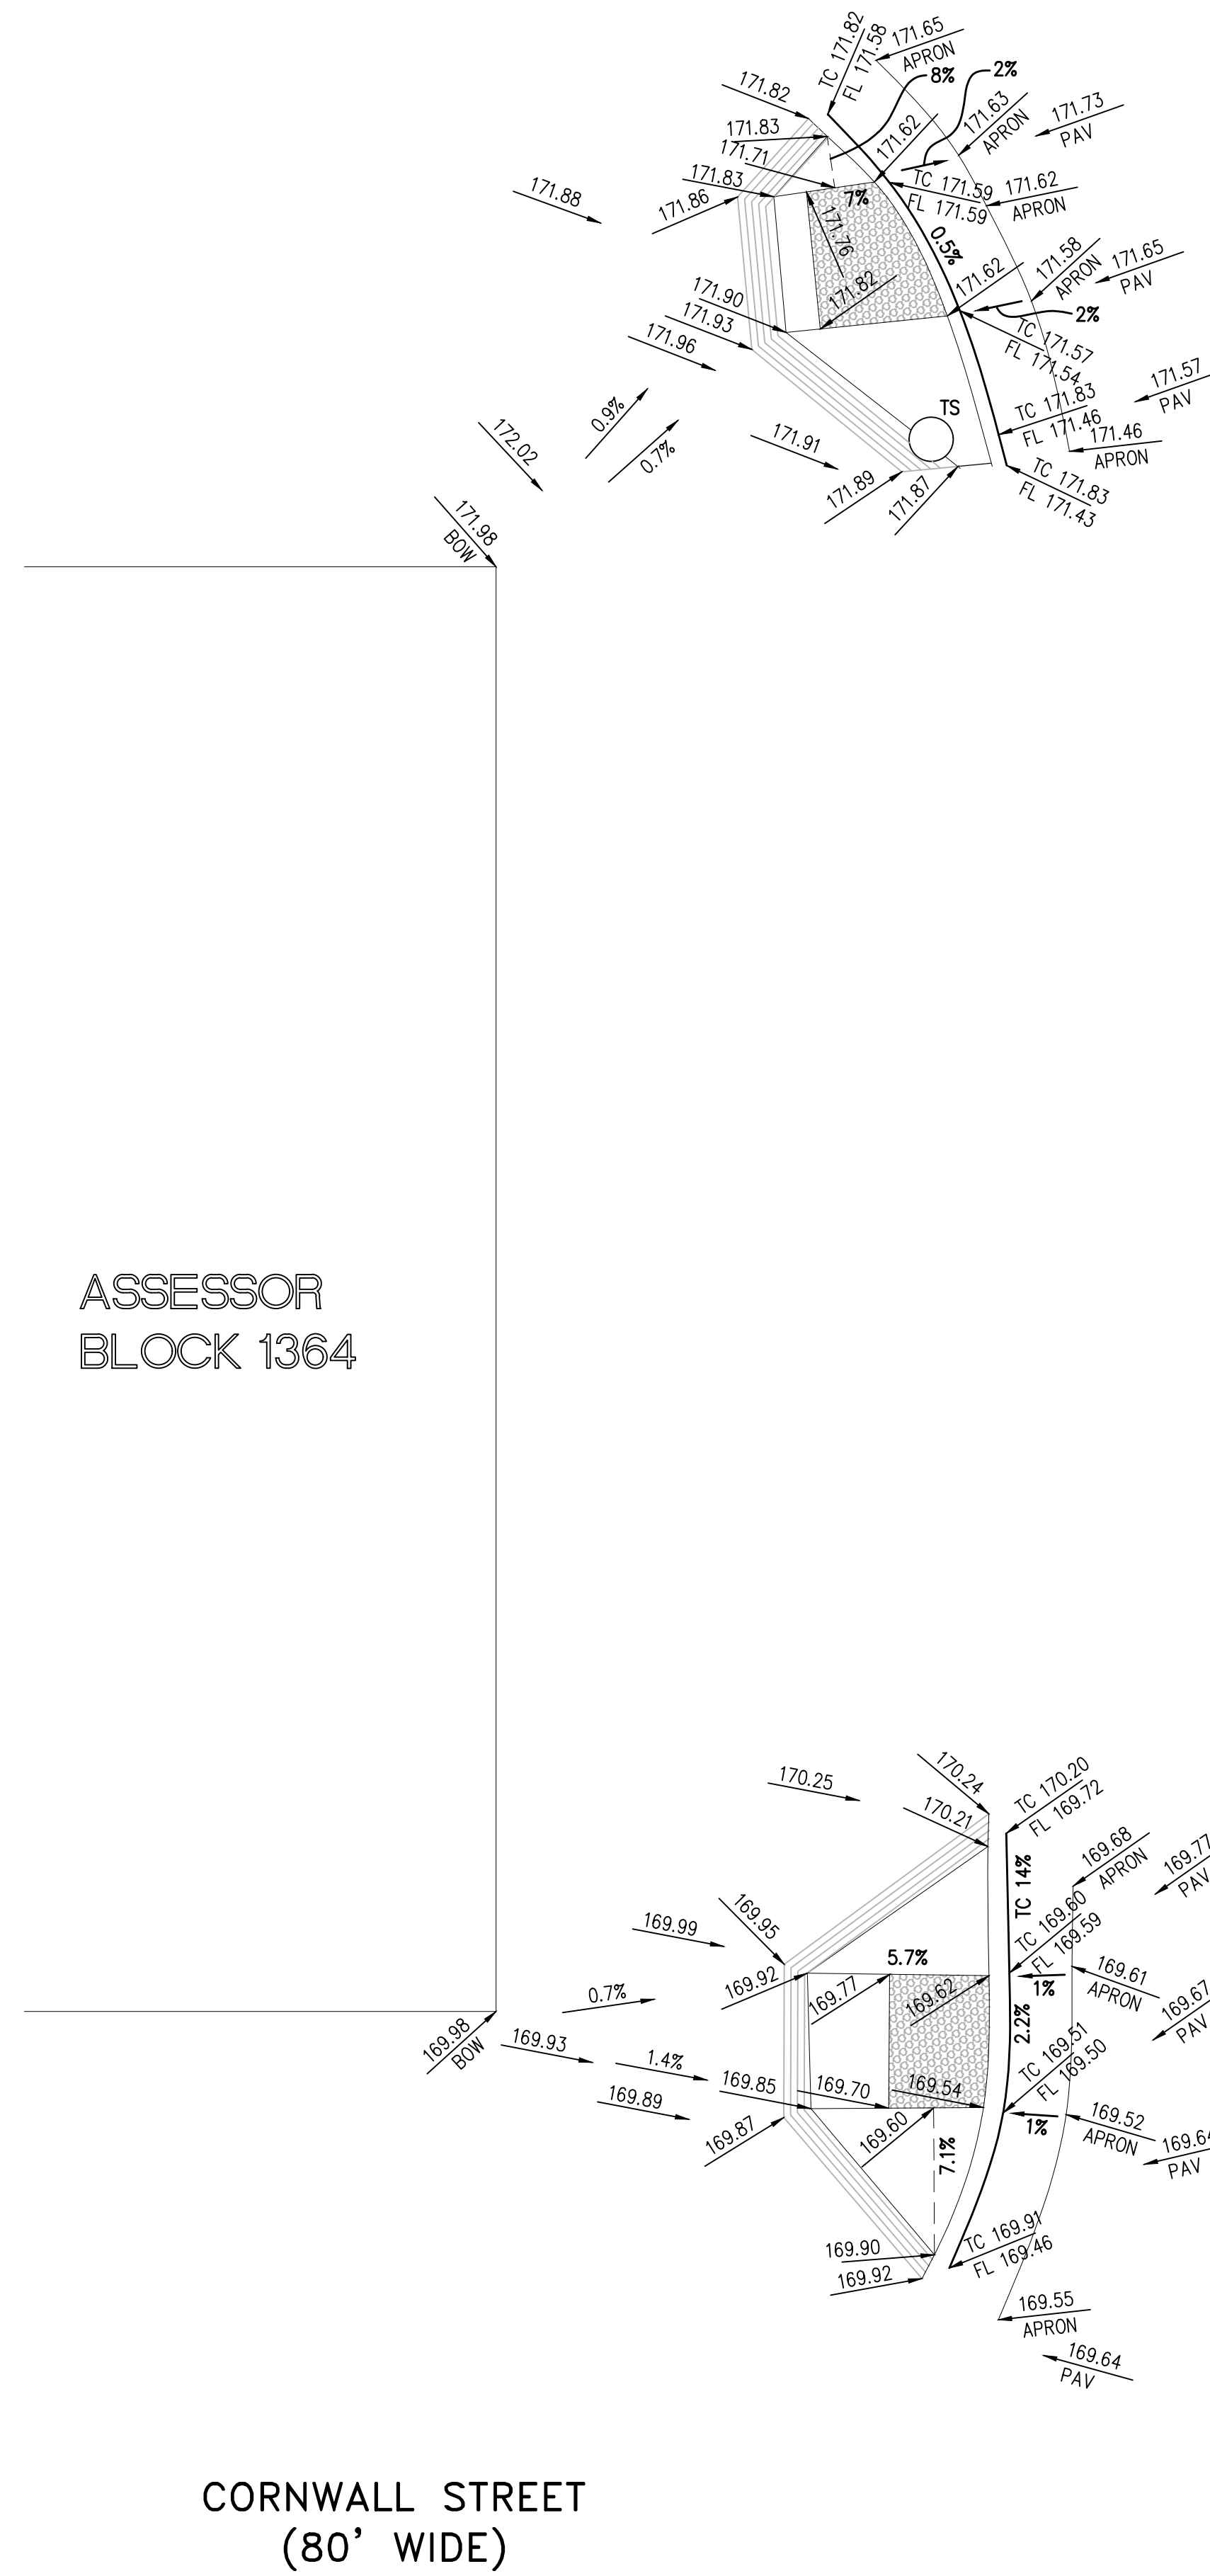 TC 171.82
FL 171.58
171.65
APRON
8%
2%
171.82
171.83
171.62
171.63
APRON
171.73
PAV
171.71
171.83
7%
TC 171.59
FL 171.59
171.62
APRON
171.88
171.86
171.76
0.5%
171.58
APRON
171.65
PAV
171.62
171.82
171.90
171.93
171.96
2%
TC 171.57
FL 171.54
171.57
PAV
0.9%
0.7%
TS
TC 171.83
FL 171.46
171.46
APRON
172.02
171.91
171.89
171.87
TC 171.83
FL 171.43
171.98
BOW
ASSESSOR
BLOCK 1364
170.25
170.24
170.21
TC 170.20
FL 169.72
TC 14%
169.68
APRON
169.77
PAV
169.95
169.99
TC 169.60
FL 169.59
5.7%
169.92
169.77
169.62
1%
169.61
APRON
169.67
PAV
0.7%
2.2%
169.98
BOW
169.93
1.4%
169.89
169.85
169.70
169.54
TC 169.51
FL 169.50
169.87
169.60
7.1%
1%
169.52
APRON
169.64
PAV
169.90
169.92
TC 169.91
FL 169.46
169.55
APRON
169.64
PAV
CORNWALL STREET
(80' WIDE)